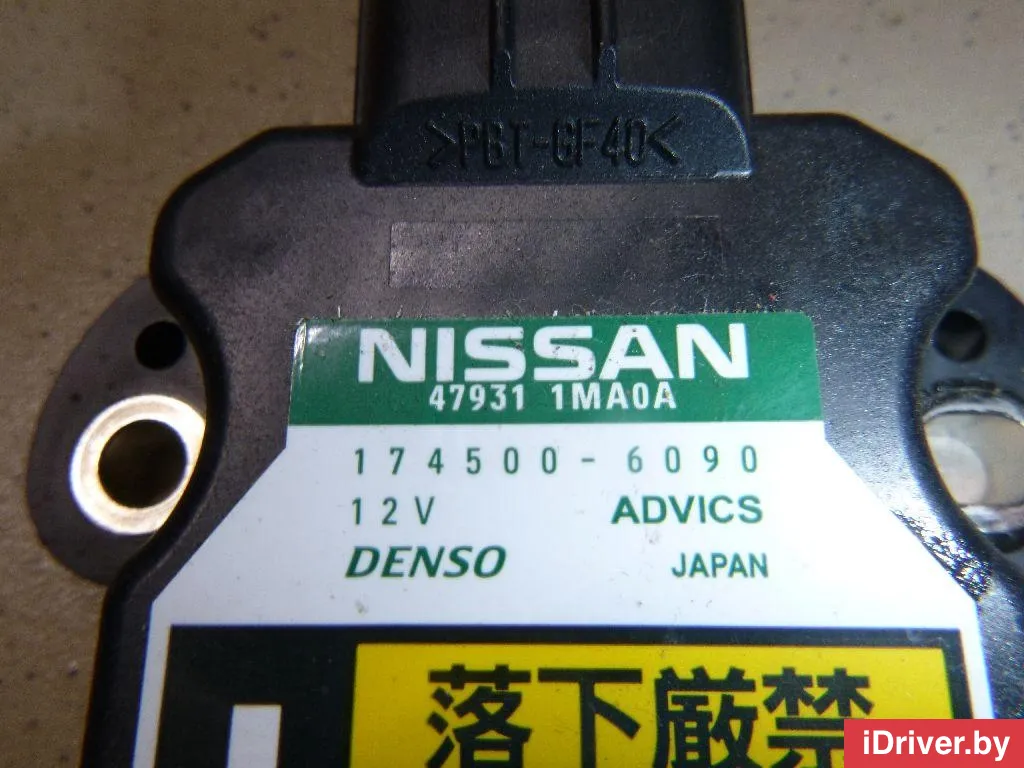 >PBT-GF40<
NISSAN
47931 1MA0A
174500-6090
12V ADVICS
DENSO JAPAN
落下厳禁
iDriver.by